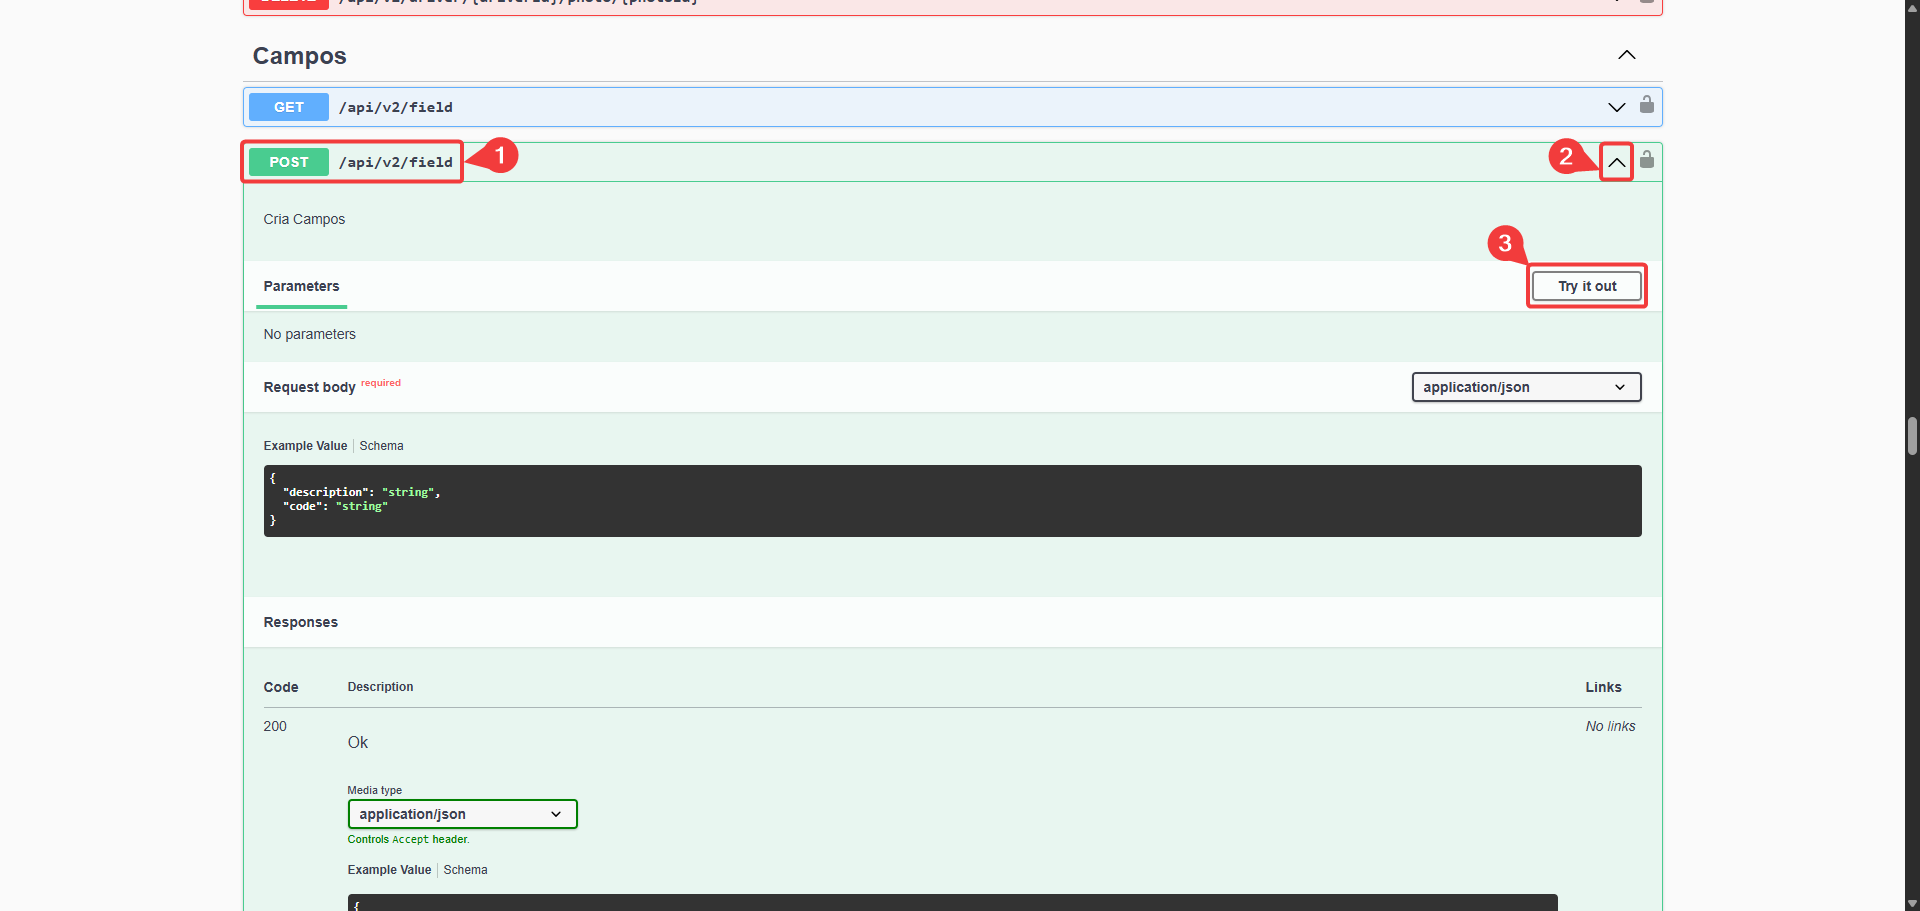 DELETE /api/v2/driver/{driverId}/photo/{photoId}
Campos
GET /api/v2/field
POST /api/v2/field
1
2
Cria Campos
3
Parameters
Try it out
No parameters
Request body required
application/json
Example Value Schema
{
"description": "string",
"code": "string"
}
Responses
Code Description Links
200 No links
Ok
Media type
application/json
Controls Accept header.
Example Value Schema
{